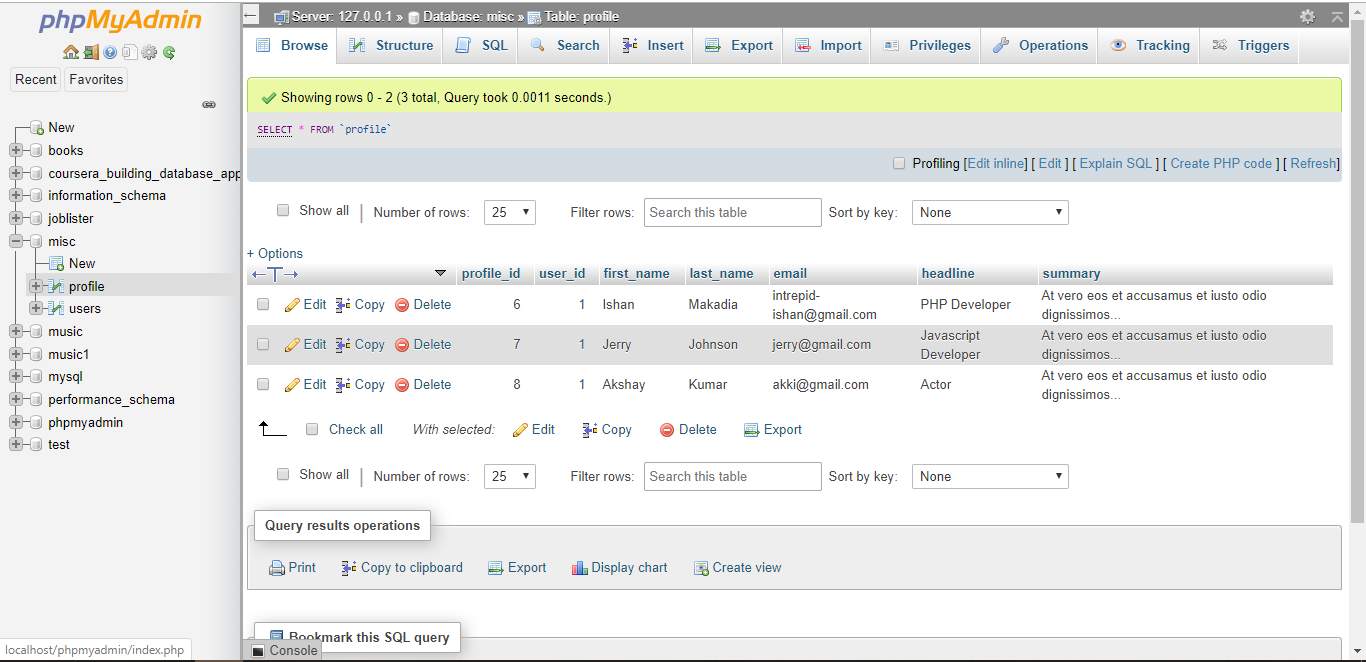 phpMyAdmin
Recent Favorites
New
books
coursera_building_database_app
information_schema
joblister
misc
New
profile
users
music
music1
mysql
performance_schema
phpmyadmin
test
localhost/phpmyadmin/index.php
Server: 127.0.0.1 » Database: misc » Table: profile
Browse Structure SQL Search Insert Export Import Privileges Operations Tracking Triggers
Showing rows 0 - 2 (3 total, Query took 0.0011 seconds.)
SELECT * FROM `profile`
Profiling [Edit inline] [ Edit ] [ Explain SQL ] [ Create PHP code ] [ Refresh]
Show all | Number of rows: 25 Filter rows: Search this table Sort by key: None
+ Options
←T→ profile_id user_id first_name last_name email headline summary
Edit Copy Delete 6 1 Ishan Makadia intrepid-ishan@gmail.com PHP Developer At vero eos et accusamus et iusto odio dignissimos...
Edit Copy Delete 7 1 Jerry Johnson jerry@gmail.com Javascript Developer At vero eos et accusamus et iusto odio dignissimos...
Edit Copy Delete 8 1 Akshay Kumar akki@gmail.com Actor At vero eos et accusamus et iusto odio dignissimos...
Check all With selected: Edit Copy Delete Export
Show all | Number of rows: 25 Filter rows: Search this table Sort by key: None
Query results operations
Print Copy to clipboard Export Display chart Create view
Bookmark this SQL query
Console